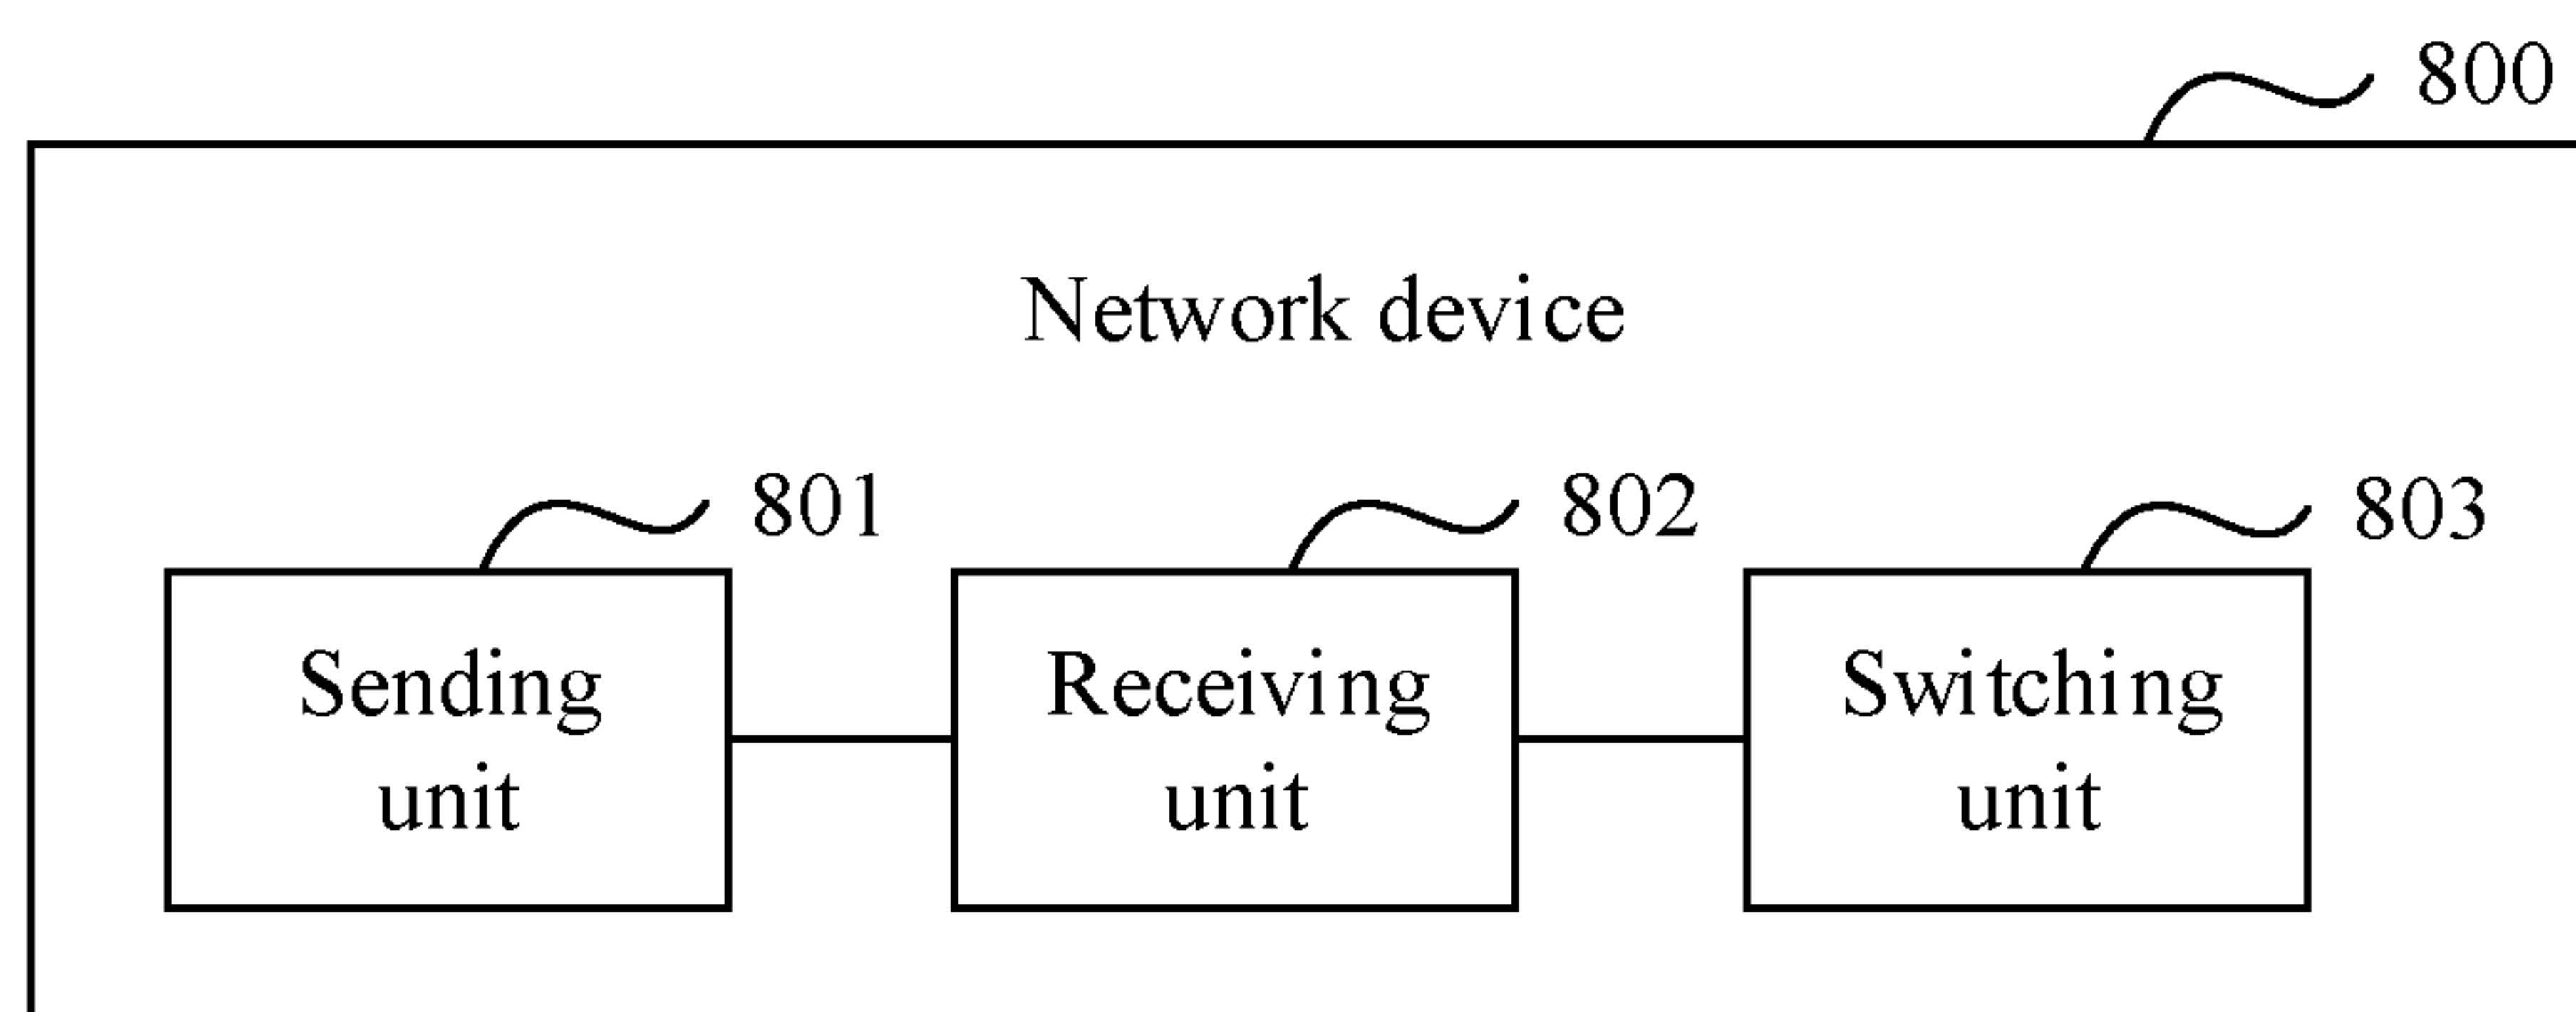 800
Network device
801
802
803
Sending
unit
Receiving
unit
Switching
unit